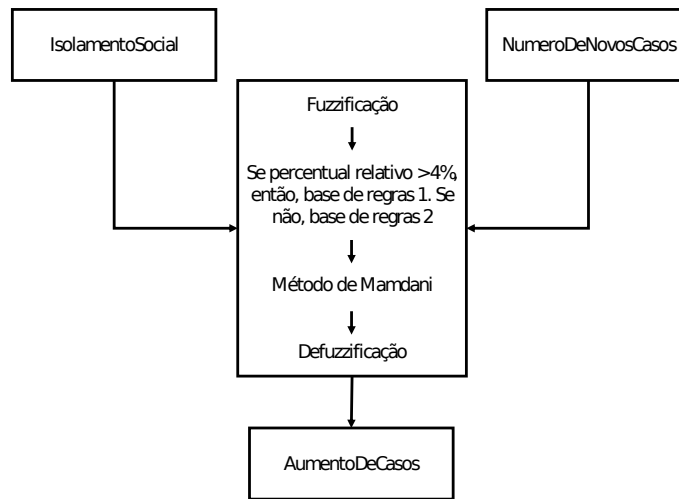 IsolamentoSocial
NumeroDeNovosCasos
Fuzzificação
Se percentual relativo >4%,
então, base de regras 1. Se
não, base de regras 2
Método de Mamdani
Defuzzificação
AumentoDeCasos